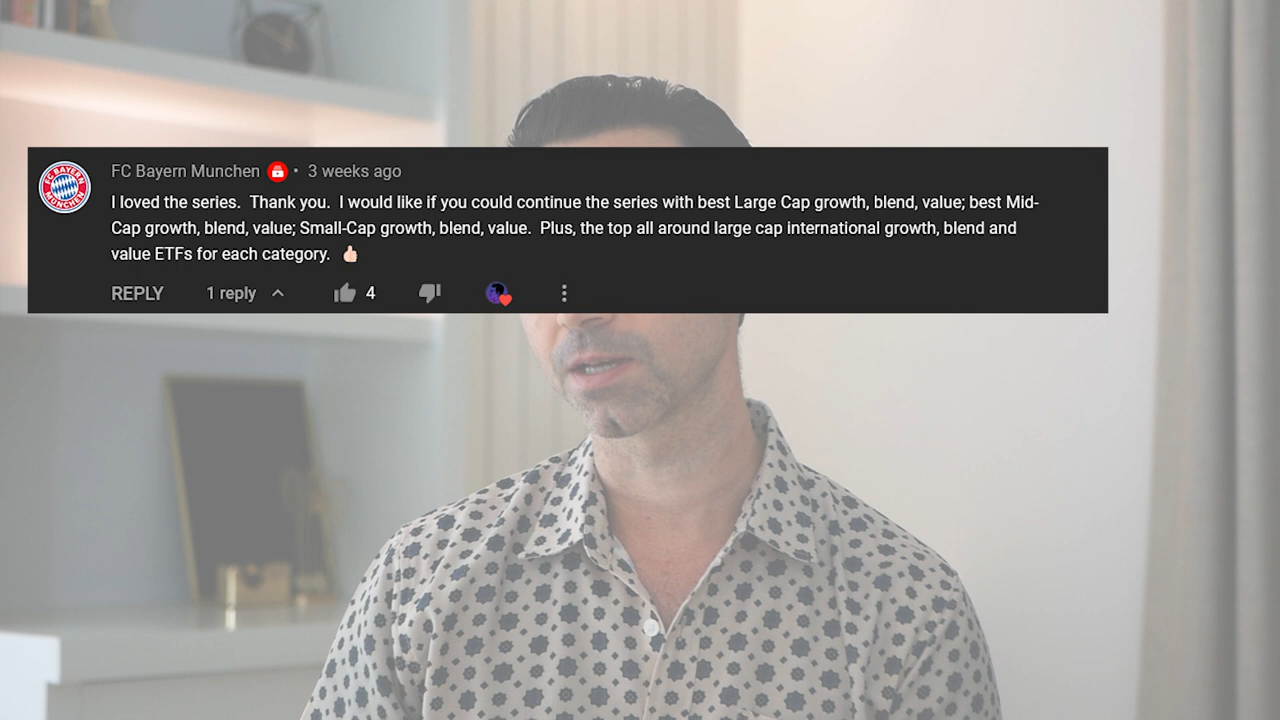 FC Bayern Munchen • 3 weeks ago
I loved the series.  Thank you.  I would like if you could continue the series with best Large Cap growth, blend, value; best Mid-
Cap growth, blend, value; Small-Cap growth, blend, value.  Plus, the top all around large cap international growth, blend and
value ETFs for each category. 👍🏻
REPLY 1 reply 4
FC BAYERN
MÜNCHEN